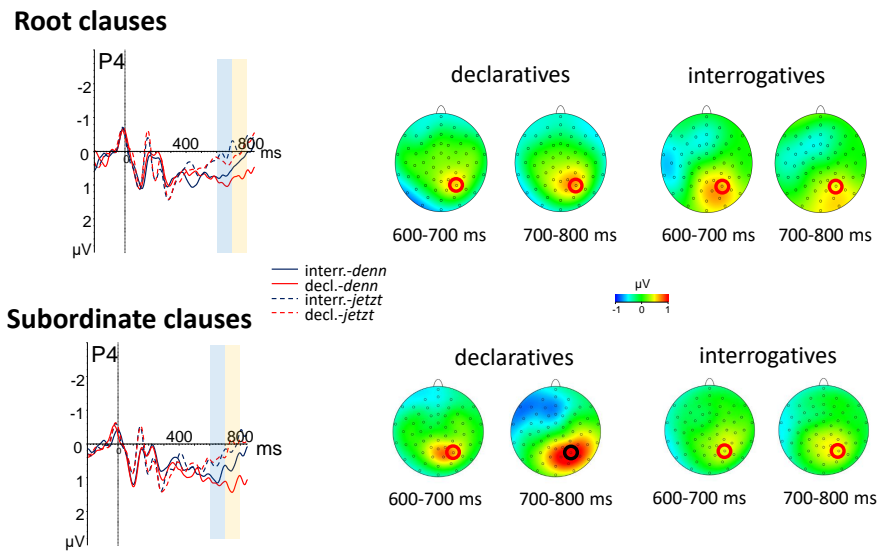 Root clauses
P4
-2
-1
0
0
400
800
ms
1
2
µV
declaratives
interrogatives
600-700 ms
700-800 ms
600-700 ms
700-800 ms
interr.-denn
decl.-denn
interr.-jetzt
decl.-jetzt
µV
-1
0
1
Subordinate clauses
P4
-2
-1
0
0
400
800
ms
1
2
µV
declaratives
interrogatives
600-700 ms
700-800 ms
600-700 ms
700-800 ms